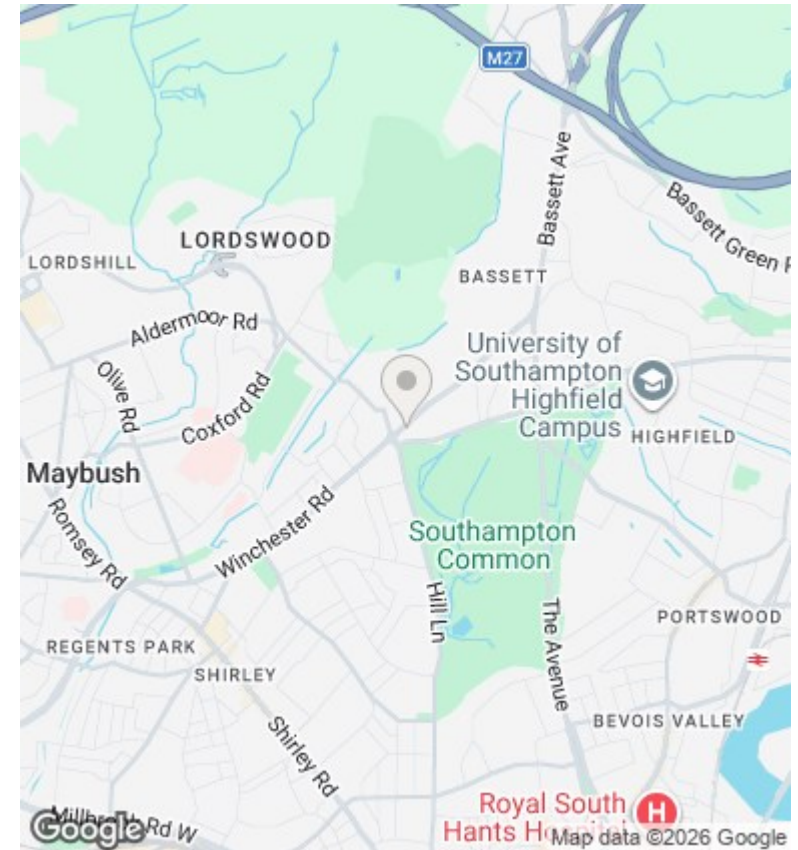 M27
Bassett Ave
Bassett Green
LORDSWOOD
LORDSHILL
BASSETT
Aldermoor Rd
University of
Southampton
Highfield
Campus
HIGHFIELD
Olive Rd
Coxford Rd
Maybush
Winchester Rd
Romsey Rd
Southampton
Common
Hill Ln
The Avenue
PORTSWOOD
REGENTS PARK
SHIRLEY
Shirley Rd
BEVOIS VALLEY
Royal South
Hants Hospital
H
Millbrook Rd W
Google
Map data ©2026 Google